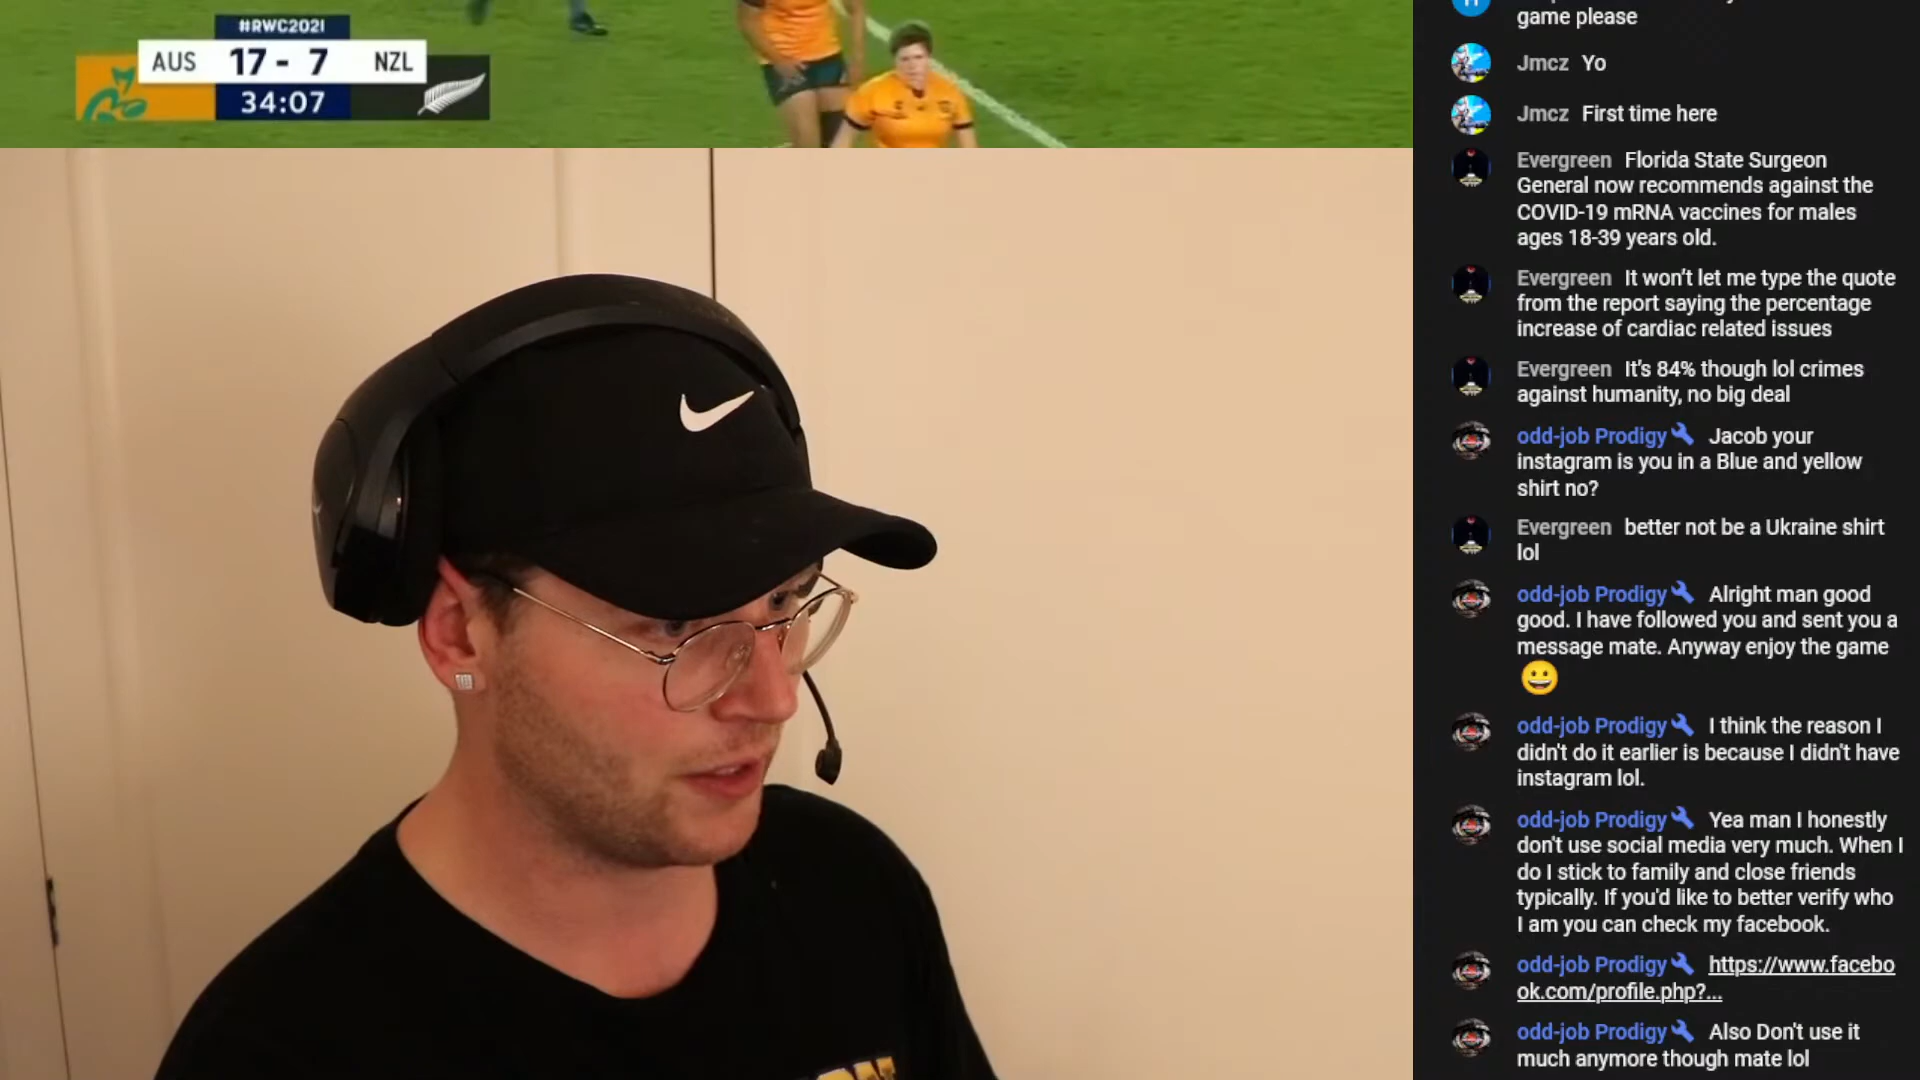 #RWC2021
AUS 17 - 7 NZL
34:07
game please
Jmcz Yo
Jmcz First time here
Evergreen Florida State Surgeon
General now recommends against the
COVID-19 mRNA vaccines for males
ages 18-39 years old.
Evergreen It won’t let me type the quote
from the report saying the percentage
increase of cardiac related issues
Evergreen It’s 84% though lol crimes
against humanity, no big deal
odd-job Prodigy Jacob your
instagram is you in a Blue and yellow
shirt no?
Evergreen better not be a Ukraine shirt
lol
odd-job Prodigy Alright man good
good. I have followed you and sent you a
message mate. Anyway enjoy the game
😀
odd-job Prodigy I think the reason I
didn't do it earlier is because I didn't have
instagram lol.
odd-job Prodigy Yea man I honestly
don't use social media very much. When I
do I stick to family and close friends
typically. If you'd like to better verify who
I am you can check my facebook.
odd-job Prodigy https://www.facebo
ok.com/profile.php?...
odd-job Prodigy Also Don't use it
much anymore though mate lol